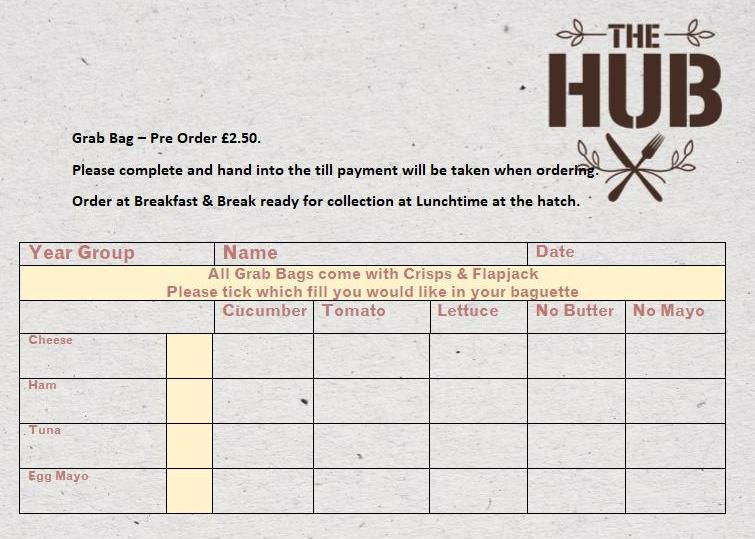 THE
HUB
Grab Bag – Pre Order £2.50.
Please complete and hand into the till payment will be taken when ordering.
Order at Breakfast & Break ready for collection at Lunchtime at the hatch.
Year Group Name Date
All Grab Bags come with Crisps & Flapjack
Please tick which fill you would like in your baguette
Cucumber Tomato Lettuce No Butter No Mayo
Cheese
Ham
Tuna
Egg Mayo